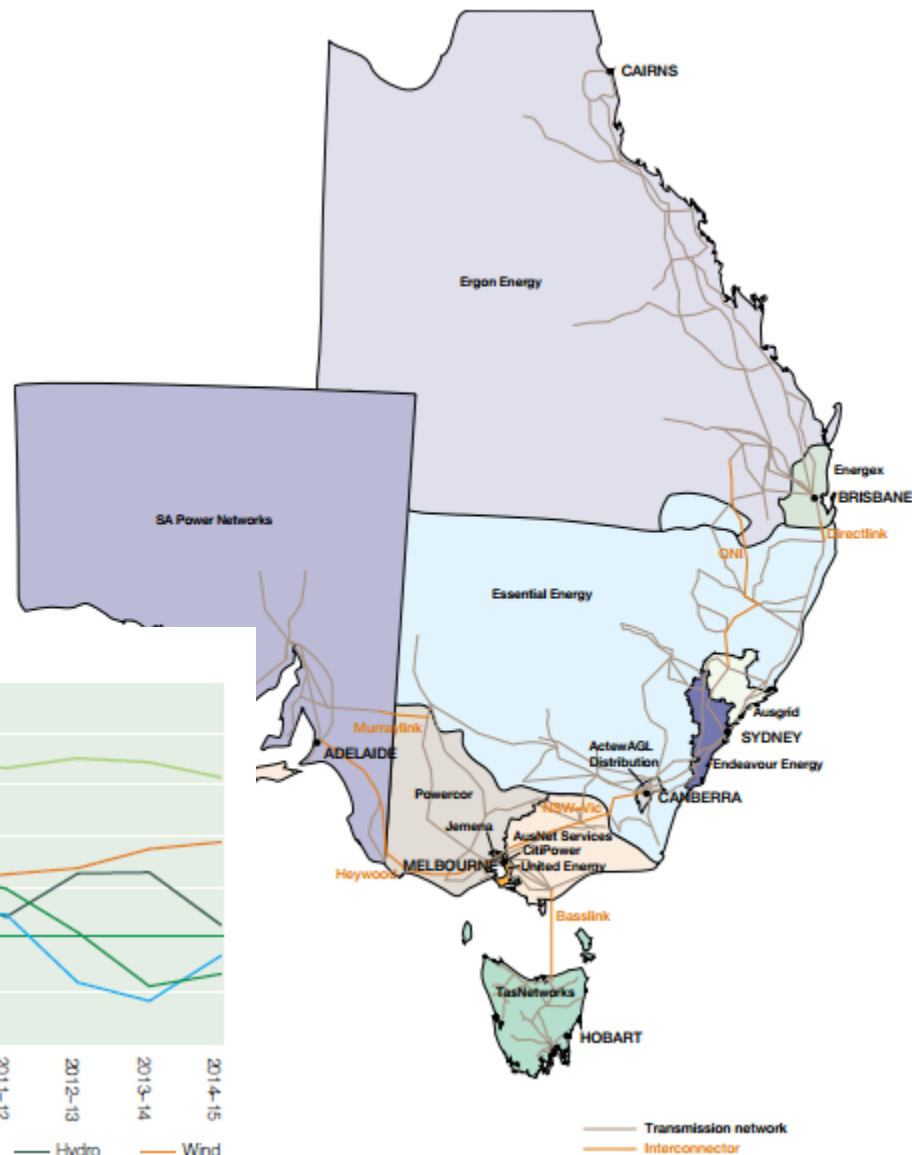 CAIRNS
Ergon Energy
Energex
BRISBANE
Directlink
SA Power Networks
QNI
Essential Energy
Ausgrid
SYDNEY
Murraylink
ADELAIDE
ActewAGL
Distribution
Endeavour Energy
CANBERRA
Powercor
NSW-Vic
Jemena
AusNet Services
CitiPower
MELBOURNE
United Energy
Heywood
Basslink
TasNetworks
HOBART
2011–12
2012–13
2013–14
2014–15
Hydro
Wind
Transmission network
Interconnector